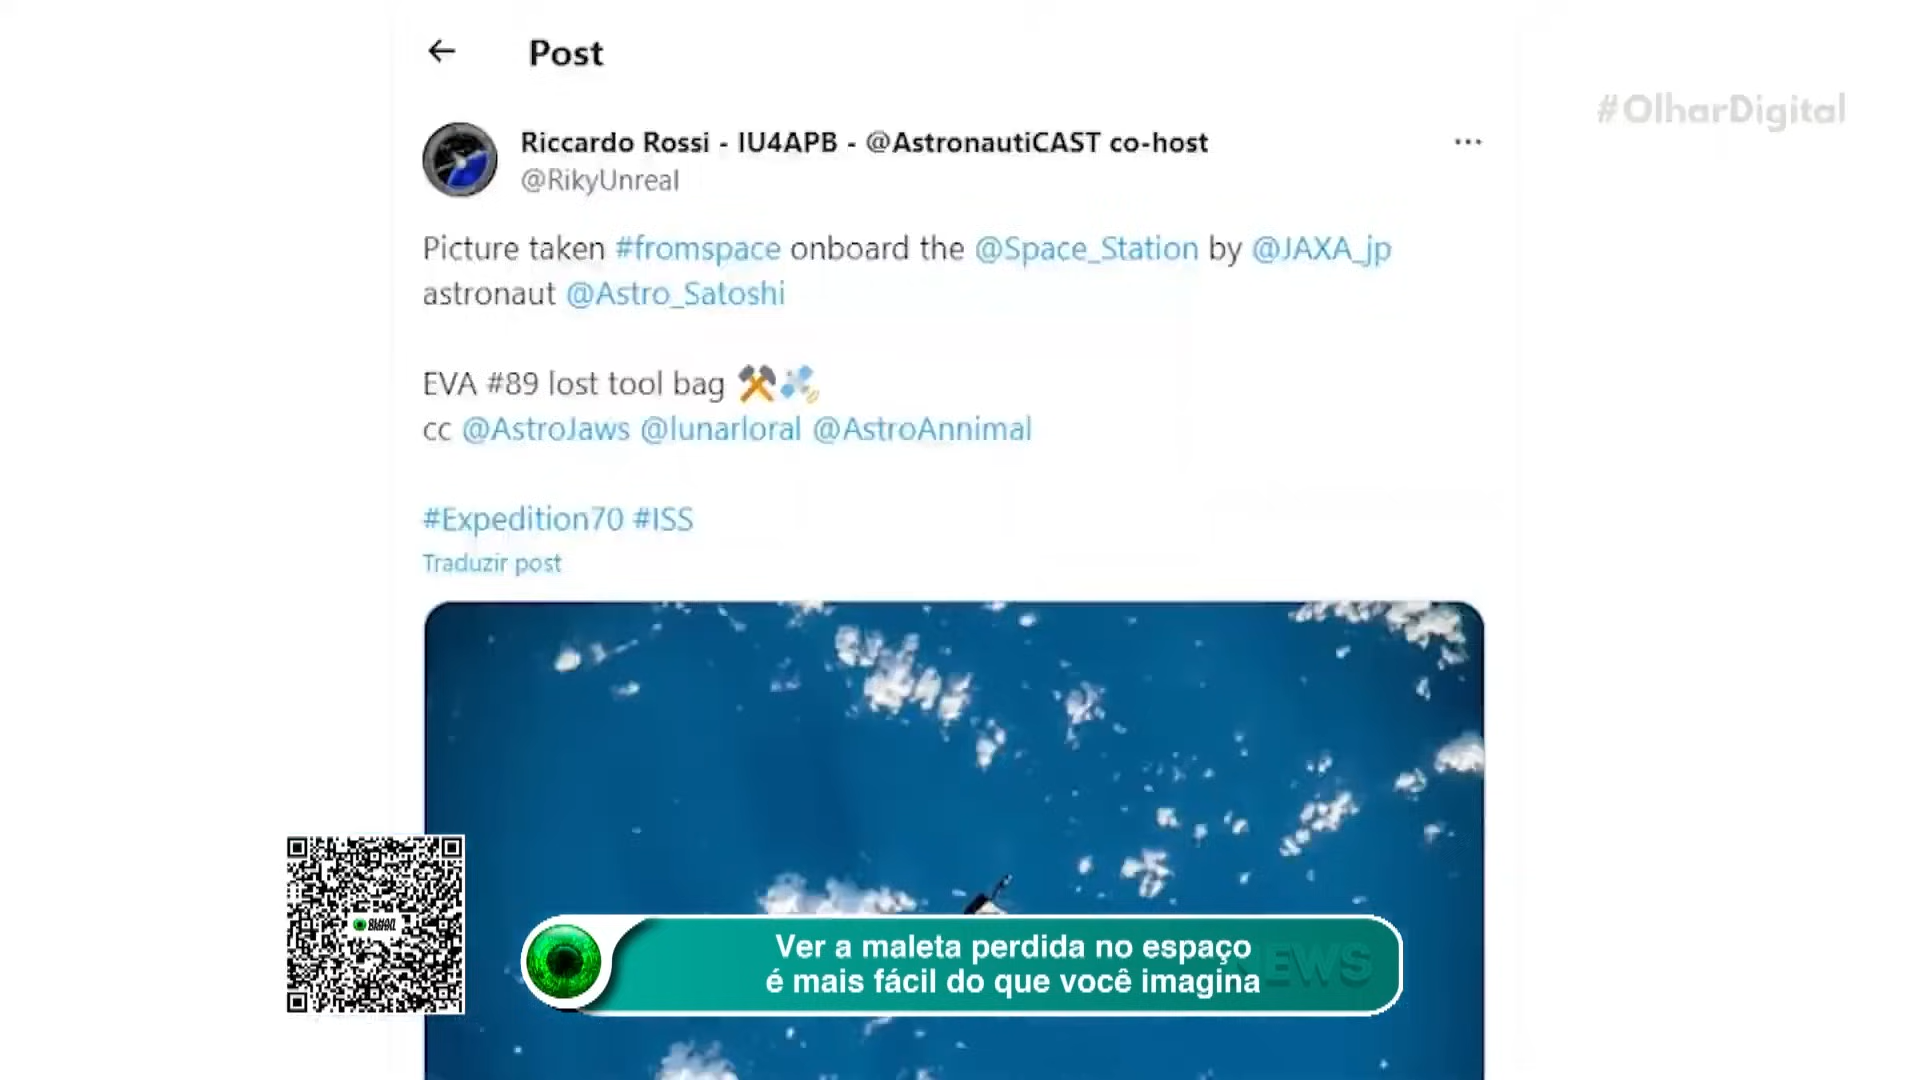 Post
#OlharDigital
Riccardo Rossi - IU4APB - @AstronautiCAST co-host
@RikyUnreal
Picture taken #fromspace onboard the @Space_Station by @JAXA_jp
astronaut @Astro_Satoshi
EVA #89 lost tool bag
cc @AstroJaws @lunarloral @AstroAnnimal
#Expedition70 #ISS
Traduzir post
Ver a maleta perdida no espaço
é mais fácil do que você imagina